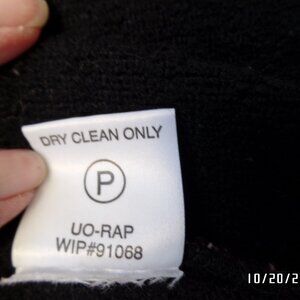 DRY CLEAN ONLY
P
UO-RAP
WIP#91068
10/20/2